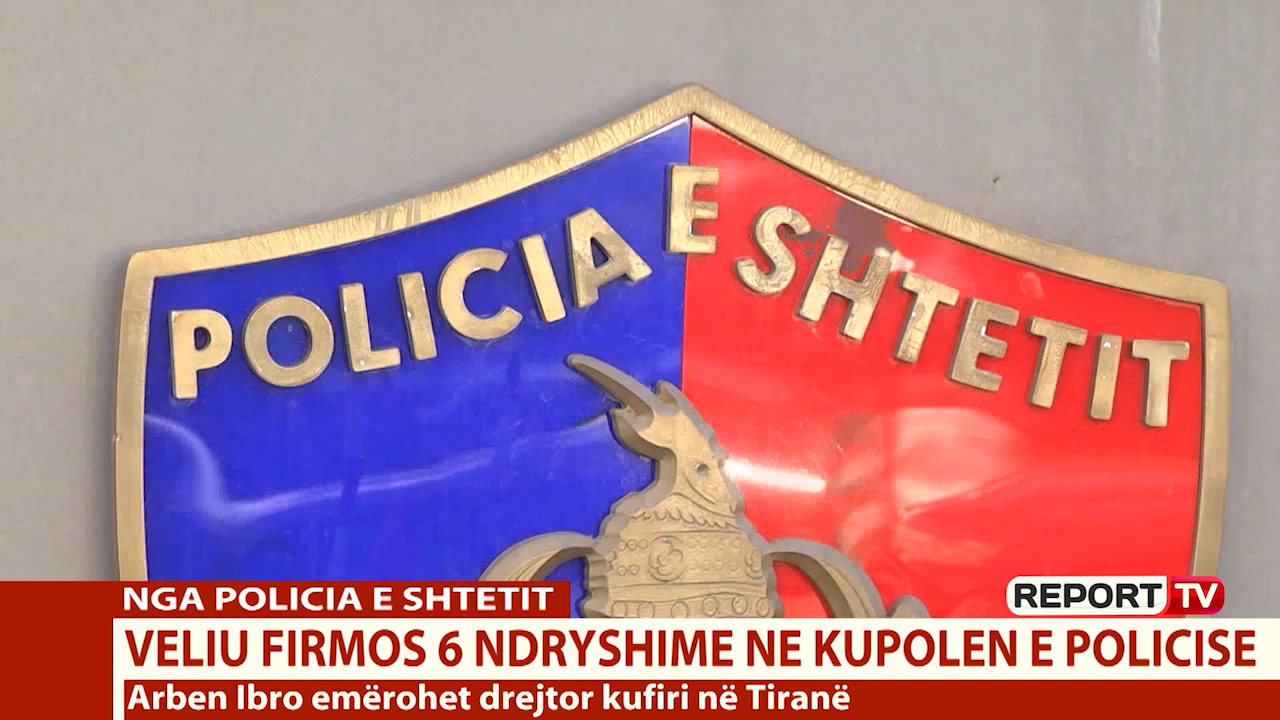 POLICIA E SHTETIT
NGA POLICIA E SHTETIT
REPORT TV
VELIU FIRMOS 6 NDRYSHIME NE KUPOLEN E POLICISE
Arben Ibro emërohet drejtor kufiri në Tiranë